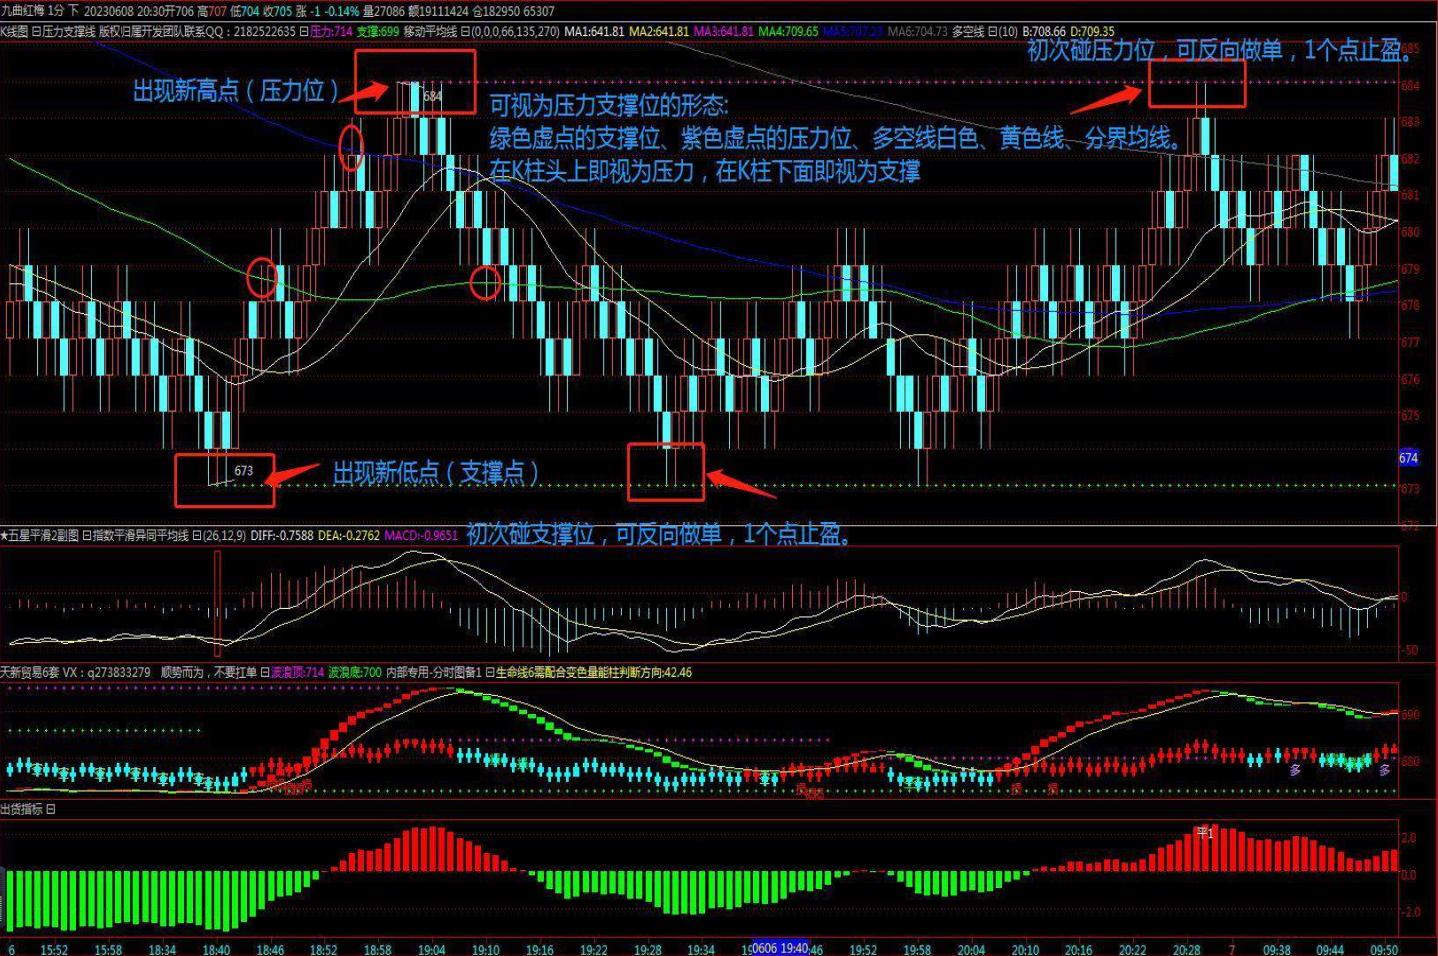 九曲红梅 1分 下 20230608 20:30开706 高707 低704 收705 涨 -1 -0.14% 量27086 额19111424 仓182950 65307
K线图 日压力支撑线 版权归属开发团队联系QQ：2182522635 日压力:714 支撑:699 移动平均线 日(0,0,0,66,135,270) MA1:641.81 MA2:641.81 MA3:641.81 MA4:709.65 MA5:707.23 MA6:704.73 多空线 日(10) B:708.66 D:709.35
初次碰压力位，可反向做单，1个点止盈。
685
出现新高点（压力位）
684
684
可视为压力支撑位的形态:
683
绿色虚点的支撑位、紫色虚点的压力位、多空线白色、黄色线、分界均线。
682
在K柱头上即视为压力，在K柱下面即视为支撑
681
680
679
678
677
676
675
674
673
出现新低点（支撑点）
673
672
★五星平滑2副图 日指数平滑异同平均线 日(26,12,9) DIFF:-0.7588 DEA:-0.2762 MACD:-0.9651
初次碰支撑位，可反向做单，1个点止盈。
0
-50
天新贸易6套 VX：q273833279 顺势而为，不要扛单 日波浪顶:714 波浪底:700 内部专用-分时图备1 日生命线6需配合变色量能柱判断方向:42.46
690
680
多
多
出货指标 日
平1
2.0
0.0
-2.0
6 15:52 15:58 18:34 18:40 18:46 18:52 18:58 19:04 19:10 19:16 19:22 19:28 19:34 0606 19:40 :46 19:52 19:58 20:04 20:10 20:16 20:22 20:28 7 09:38 09:44 09:50